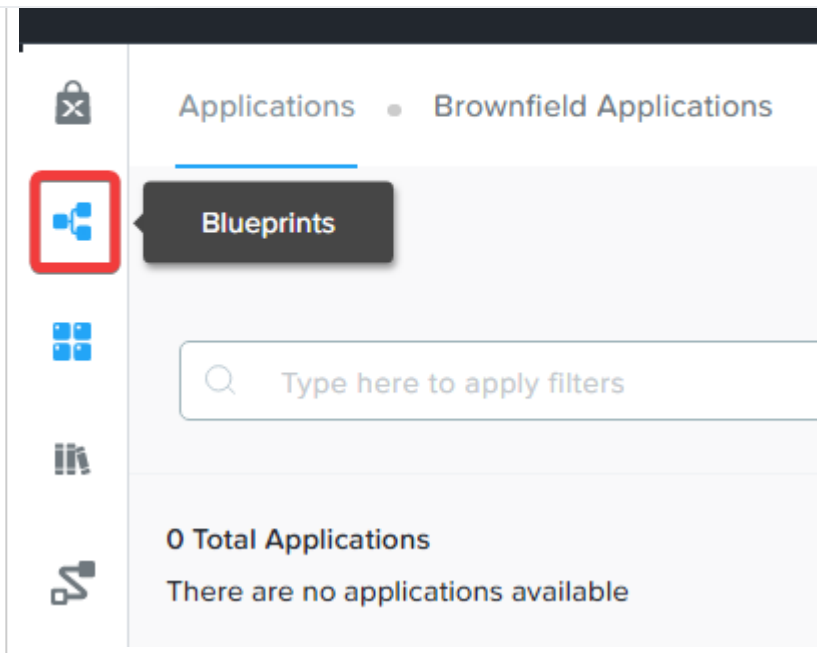 Applications Brownfield Applications
Blueprints
Type here to apply filters
0 Total Applications
There are no applications available